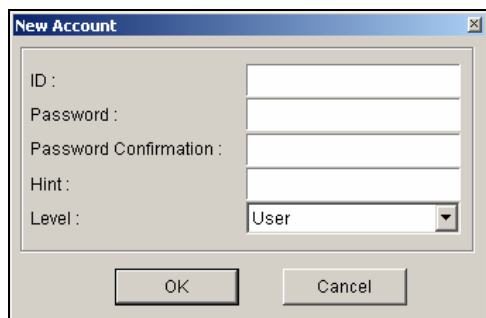 New Account
ID :
Password :
Password Confirmation :
Hint :
Level : User
OK Cancel